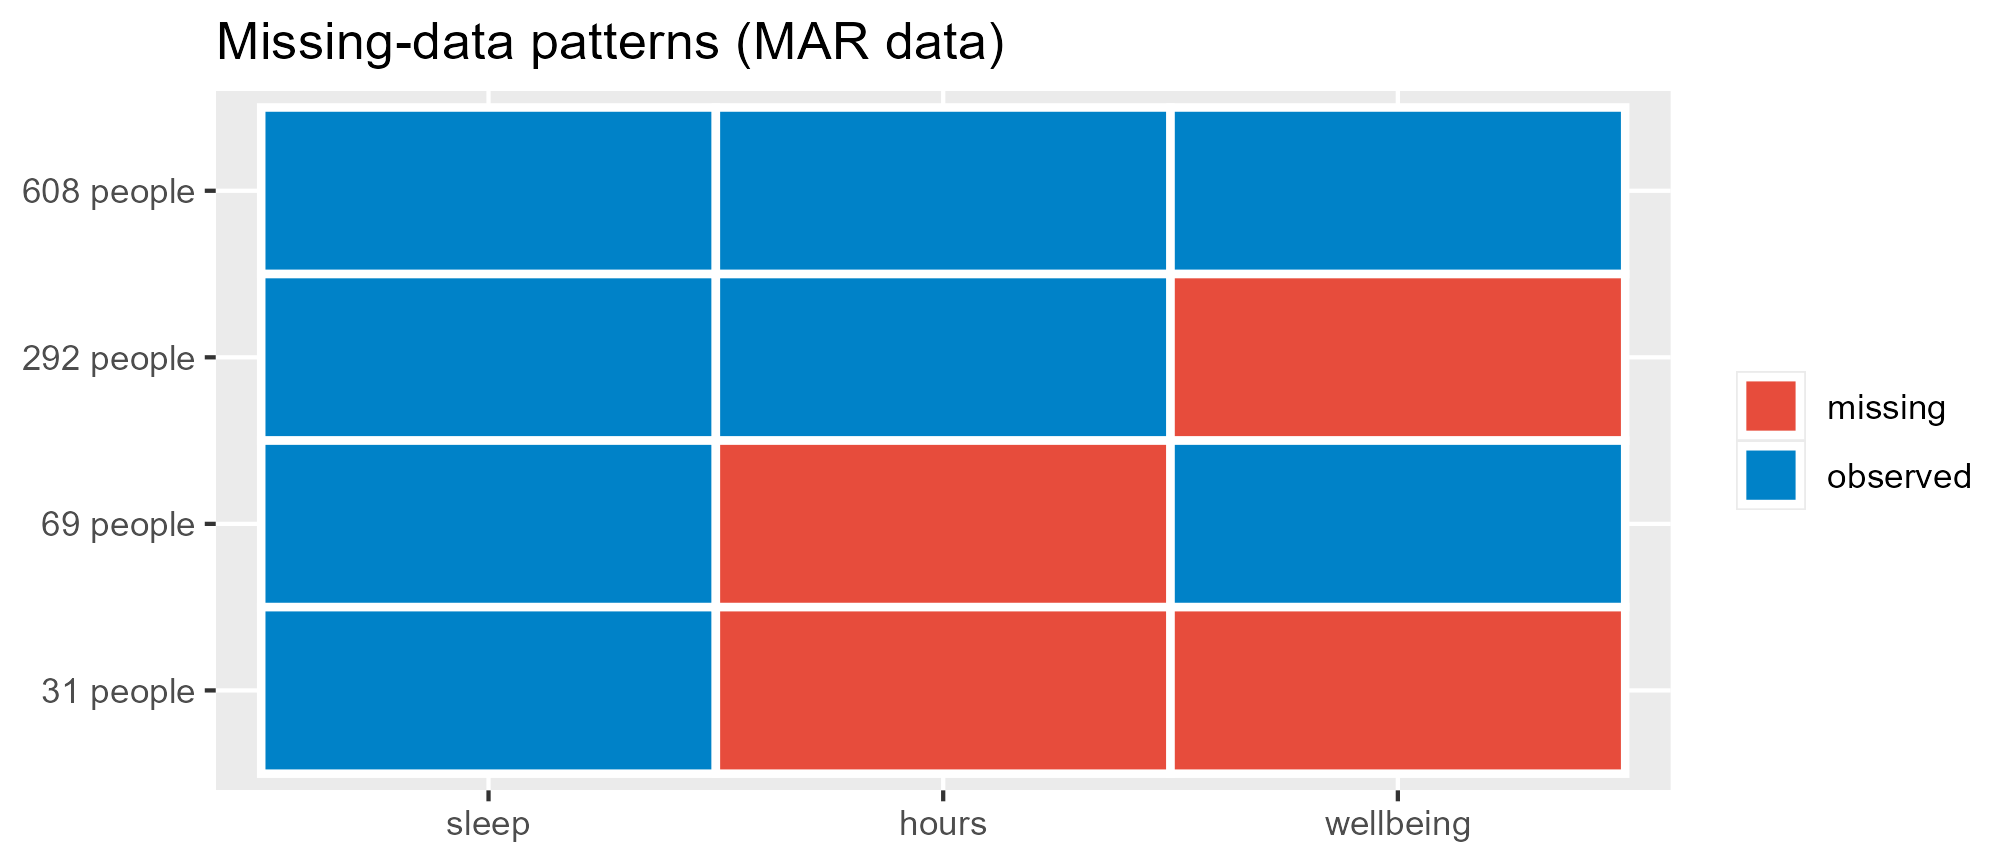 Missing-data patterns (MAR data)
608 people
292 people
69 people
31 people
sleep
hours
wellbeing
missing
observed